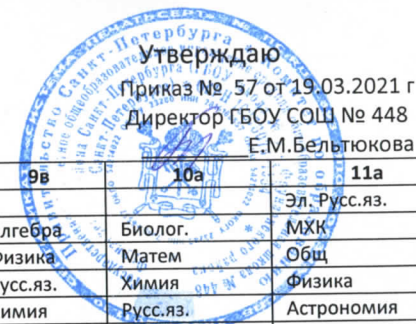 Утверждаю
Приказ № 57 от 19.03.2021 г
Директор ГБОУ СОШ № 448
Е.М.Бельтюкова
9в 10а 11а
Эл. Русс.яз.
лгебра Биолог. МХК
Физика Матем Общ
усс.яз. Химия Физика
имия Русс.яз. Астрономия